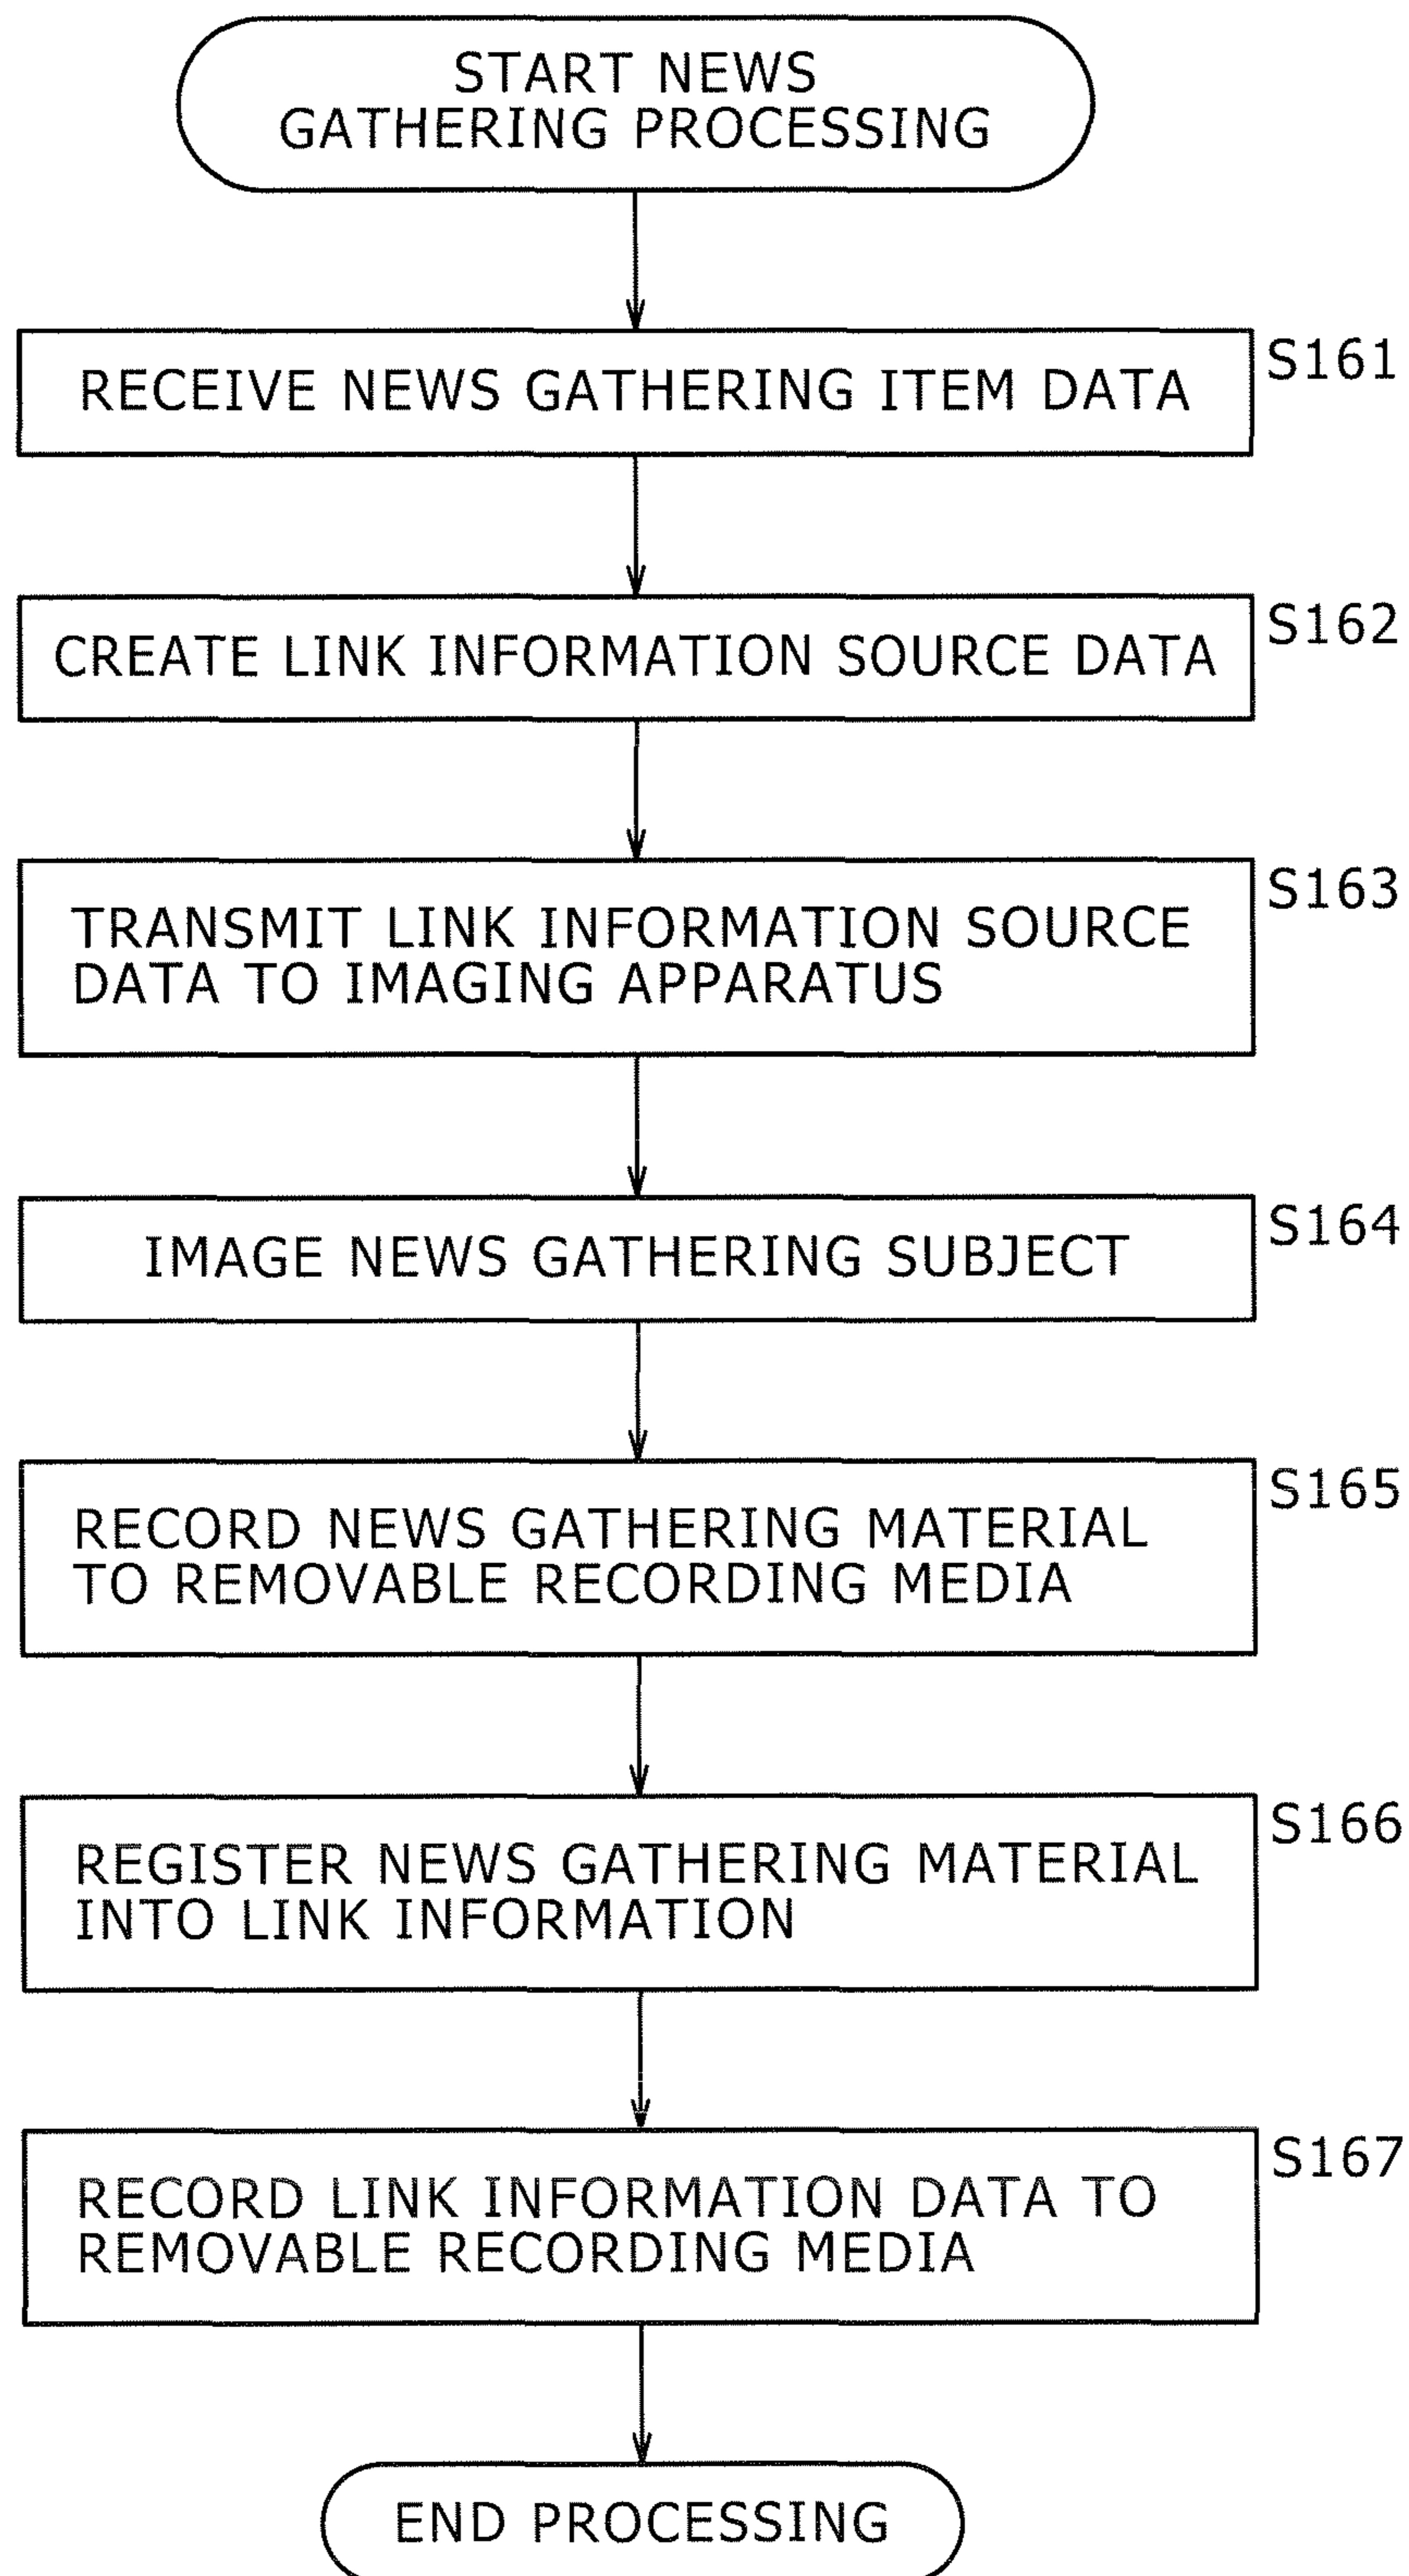 START NEWS
GATHERING PROCESSING
RECEIVE NEWS GATHERING ITEM DATA
S161
CREATE LINK INFORMATION SOURCE DATA
S162
TRANSMIT LINK INFORMATION SOURCE
DATA TO IMAGING APPARATUS
S163
IMAGE NEWS GATHERING SUBJECT
S164
RECORD NEWS GATHERING MATERIAL
TO REMOVABLE RECORDING MEDIA
S165
REGISTER NEWS GATHERING MATERIAL
INTO LINK INFORMATION
S166
RECORD LINK INFORMATION DATA TO
REMOVABLE RECORDING MEDIA
S167
END PROCESSING